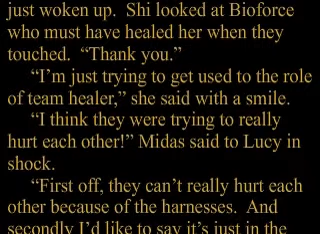 just woken up.  Shi looked at Bioforce
who must have healed her when they
touched.  “Thank you.”
“I’m just trying to get used to the role
of team healer,” she said with a smile.
“I think they were trying to really
hurt each other!” Midas said to Lucy in
shock.
“First off, they can’t really hurt each
other because of the harnesses.  And
secondly I’d like to say it’s just in the